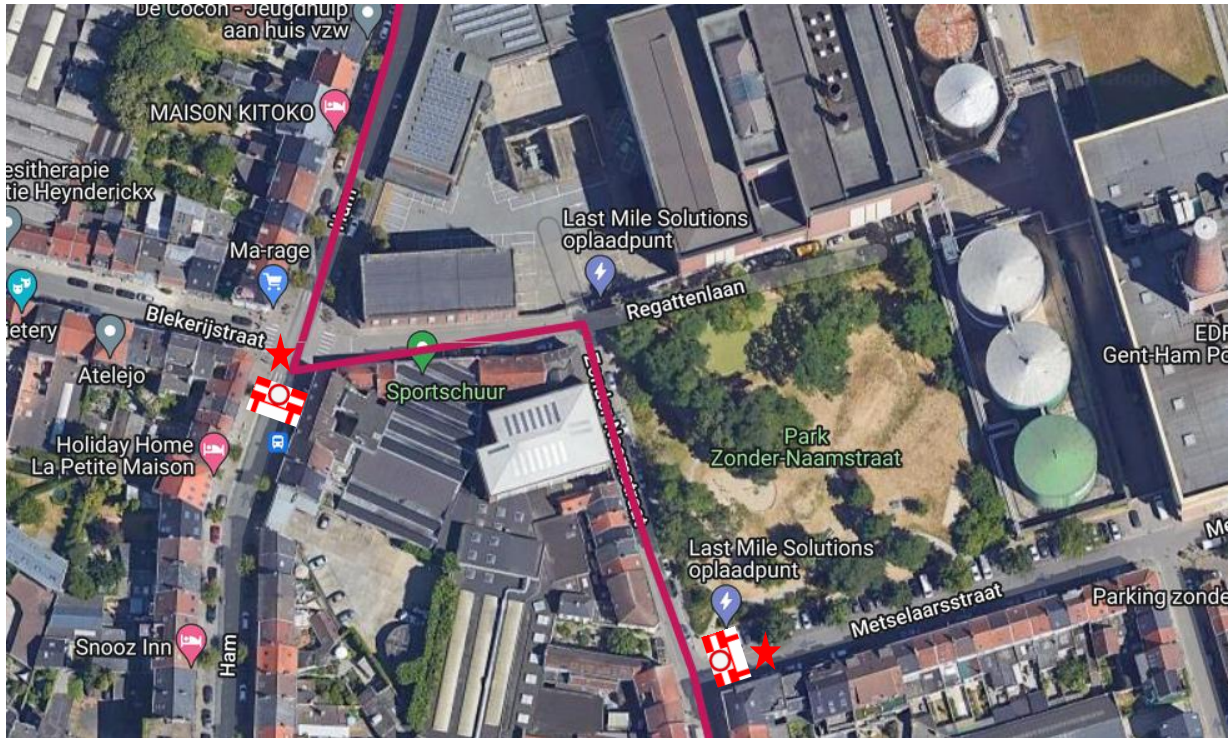 De Cocon - Jeugdhulp
aan huis vzw
MAISON KITOKO
esitherapie
tie Heynderickx
Ham
Last Mile Solutions
oplaadpunt
Ma-rage
Regattenlaan
Blekerijstraat
ietery
EDF
Gent-Ham Po
Atelejo
Sportschuur
Park
Zonder-Naamstraat
Holiday Home
La Petite Maison
Last Mile Solutions
oplaadpunt
Metselaarsstraat
Parking zonde
Snooz Inn
Ham